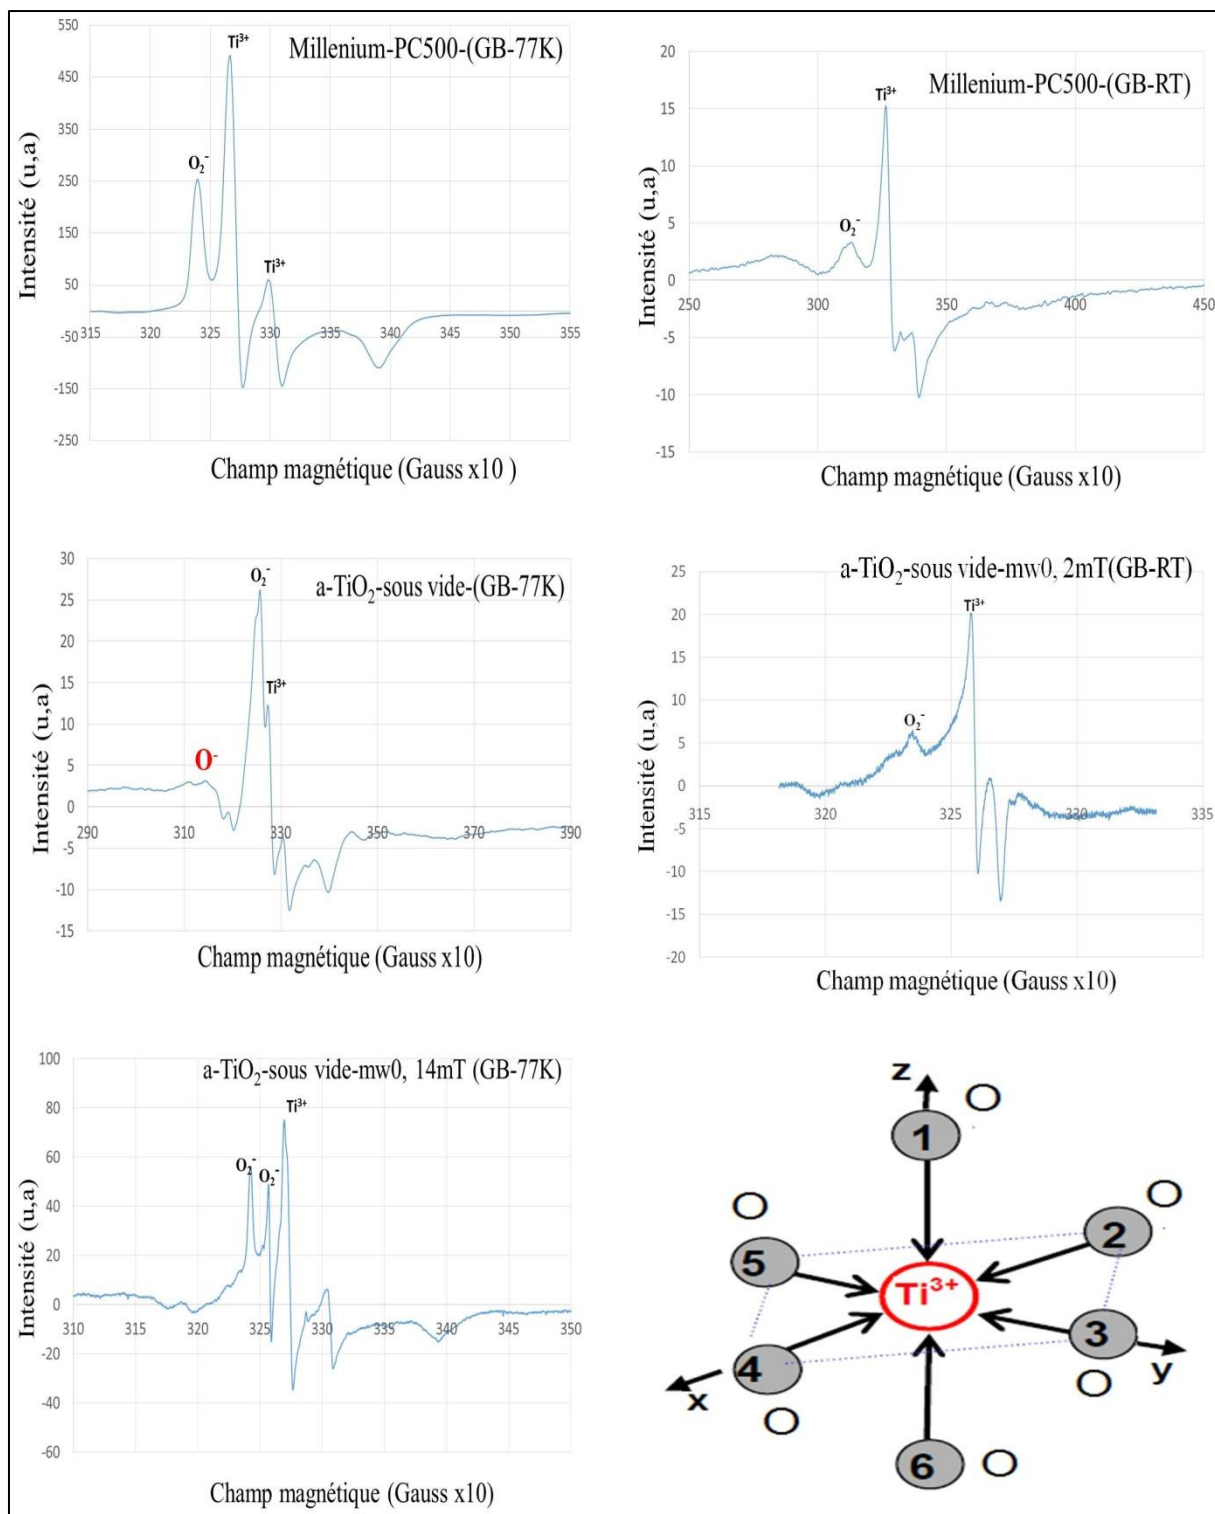 Millenium-PC500-(GB-77K)
Intensité (u,a)
550
450
350
250
150
50
-50
-150
-250
O₂⁻
Ti³⁺
Ti³⁺
315 320 325 330 335 340 345 350 355
Champ magnétique (Gauss x10 )
Millenium-PC500-(GB-RT)
Intensité (u,a)
20
15
10
5
0
-5
-10
-15
O₂⁻
Ti³⁺
250 300 350 400 450
Champ magnétique (Gauss x10)
a-TiO₂-sous vide-(GB-77K)
Intensité (u,a)
30
25
20
15
10
5
0
-5
-10
-15
O⁻
O₂⁻
Ti³⁺
290 310 330 350 370 390
Champ magnétique (Gauss x10)
a-TiO₂-sous vide-mw0, 2mT(GB-RT)
Intensité (u,a)
25
20
15
10
5
0
-5
-10
-15
-20
O₂⁻
Ti³⁺
315 320 325 330 335
Champ magnétique (Gauss x10)
a-TiO₂-sous vide-mw0, 14mT (GB-77K)
Intensité (u,a)
100
80
60
40
20
0
-20
-40
-60
O₂⁻
O₂⁻
Ti³⁺
310 315 320 325 330 335 340 345 350
Champ magnétique (Gauss x10)
z
1 O
O 5
2 O
Ti³⁺
4 O
3 O
x
y
6 O